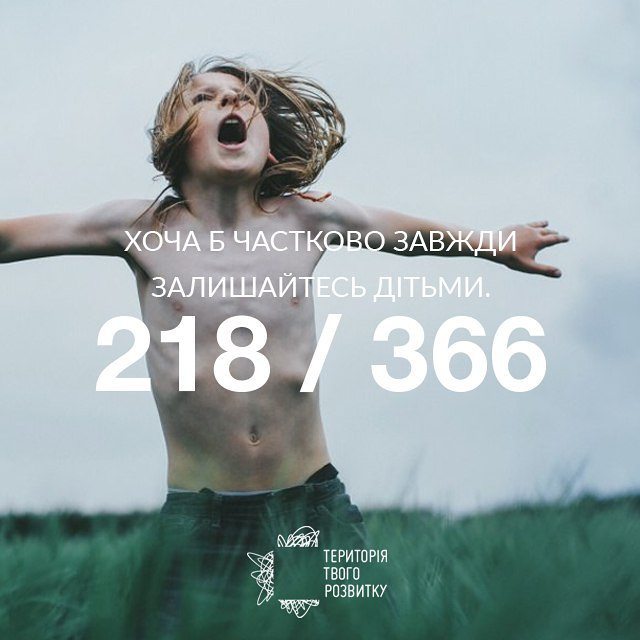 ХОЧА Б ЧАСТКОВО ЗАВЖДИ
ЗАЛИШАЙТЕСЬ ДІТЬМИ.
218 / 366
ТЕРИТОРІЯ
ТВОГО
РОЗВИТКУ